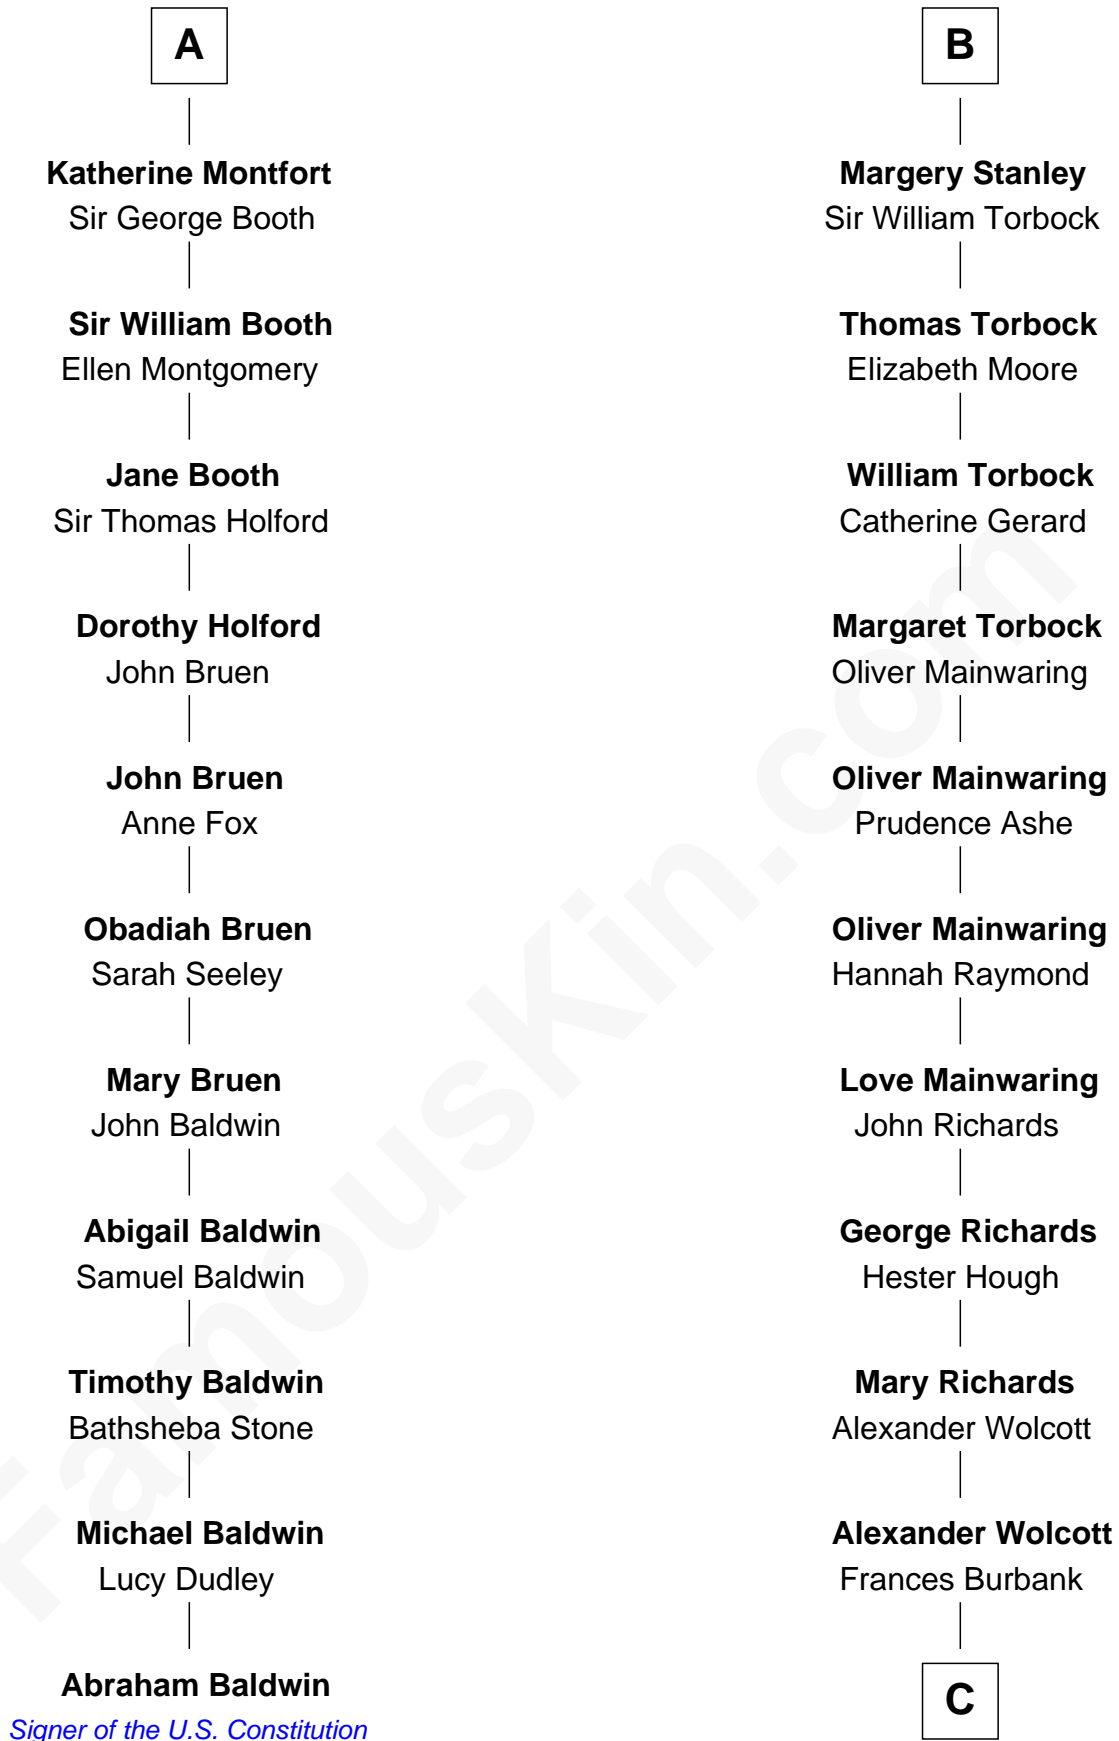 A
Katherine Montfort
Sir George Booth
Sir William Booth
Ellen Montgomery
Jane Booth
Sir Thomas Holford
Dorothy Holford
John Bruen
John Bruen
Anne Fox
Obadiah Bruen
Sarah Seeley
Mary Bruen
John Baldwin
Abigail Baldwin
Samuel Baldwin
Timothy Baldwin
Bathsheba Stone
Michael Baldwin
Lucy Dudley
Abraham Baldwin
Signer of the U.S. Constitution
B
Margery Stanley
Sir William Torbock
Thomas Torbock
Elizabeth Moore
William Torbock
Catherine Gerard
Margaret Torbock
Oliver Mainwaring
Oliver Mainwaring
Prudence Ashe
Oliver Mainwaring
Hannah Raymond
Love Mainwaring
John Richards
George Richards
Hester Hough
Mary Richards
Alexander Wolcott
Alexander Wolcott
Frances Burbank
C
FamousKin.com